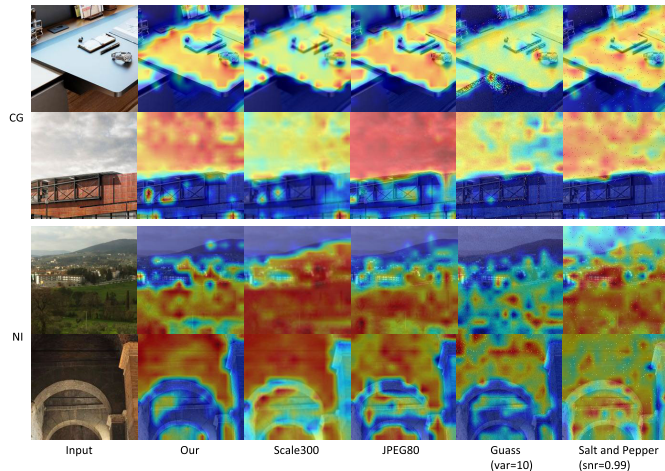 CG
NI
Input
Our
Scale300
JPEG80
Guass
(var=10)
Salt and Pepper
(snr=0.99)